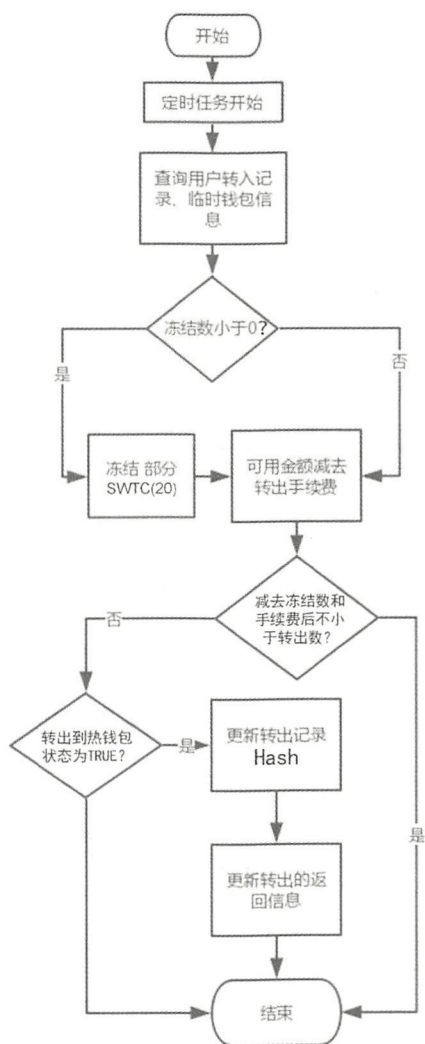 开始
定时任务开始
查询用户转入记
录、临时钱包信
息
冻结数小于0?
是
否
冻结 部分
SWTC(20)
可用金额减去
转出手续费
减去冻结数和
手续费后不小
于转出数?
否
转出到热钱包
状态为TRUE?
是
更新转出记录
Hash
是
更新转出的返
回信息
结束